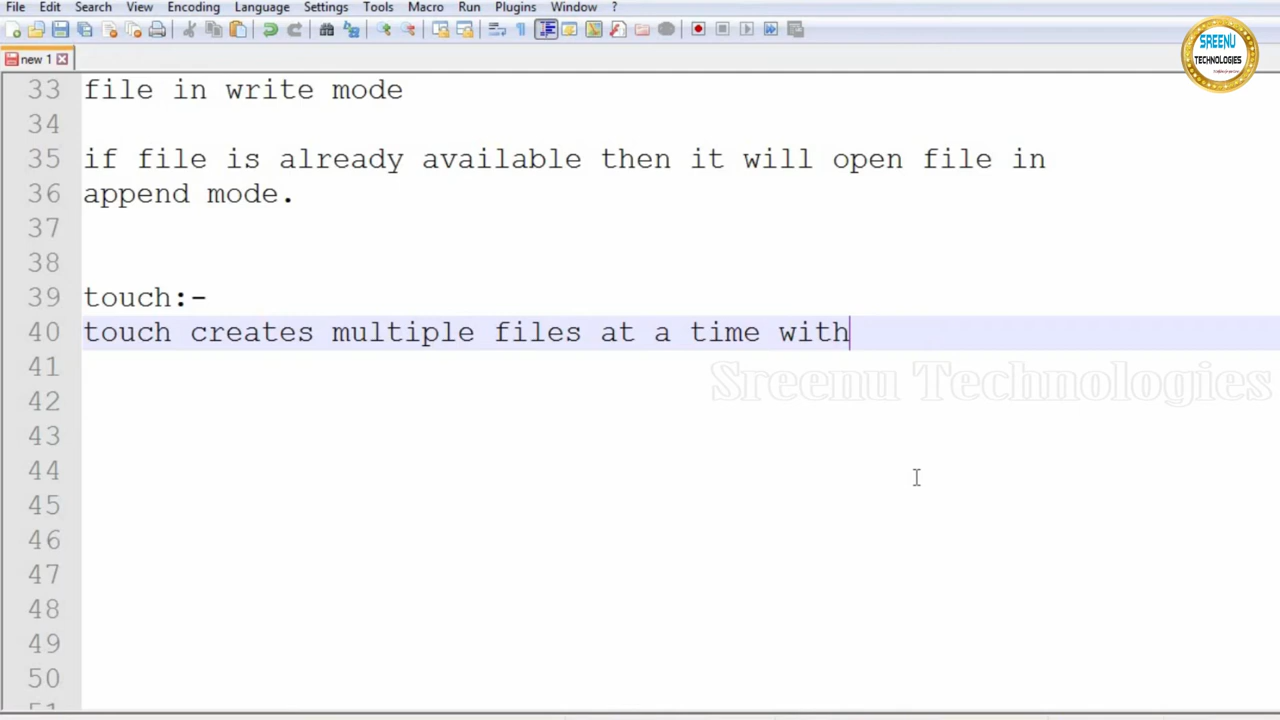 File Edit Search View Encoding Language Settings Tools Macro Run Plugins Window ?
SREENU
TECHNOLOGIES
new 1
33 file in write mode
34
35 if file is already available then it will open file in
36 append mode.
37
38
39 touch:-
40 touch creates multiple files at a time with
41
Sreenu Technologies
42
43
44
45
46
47
48
49
50
51